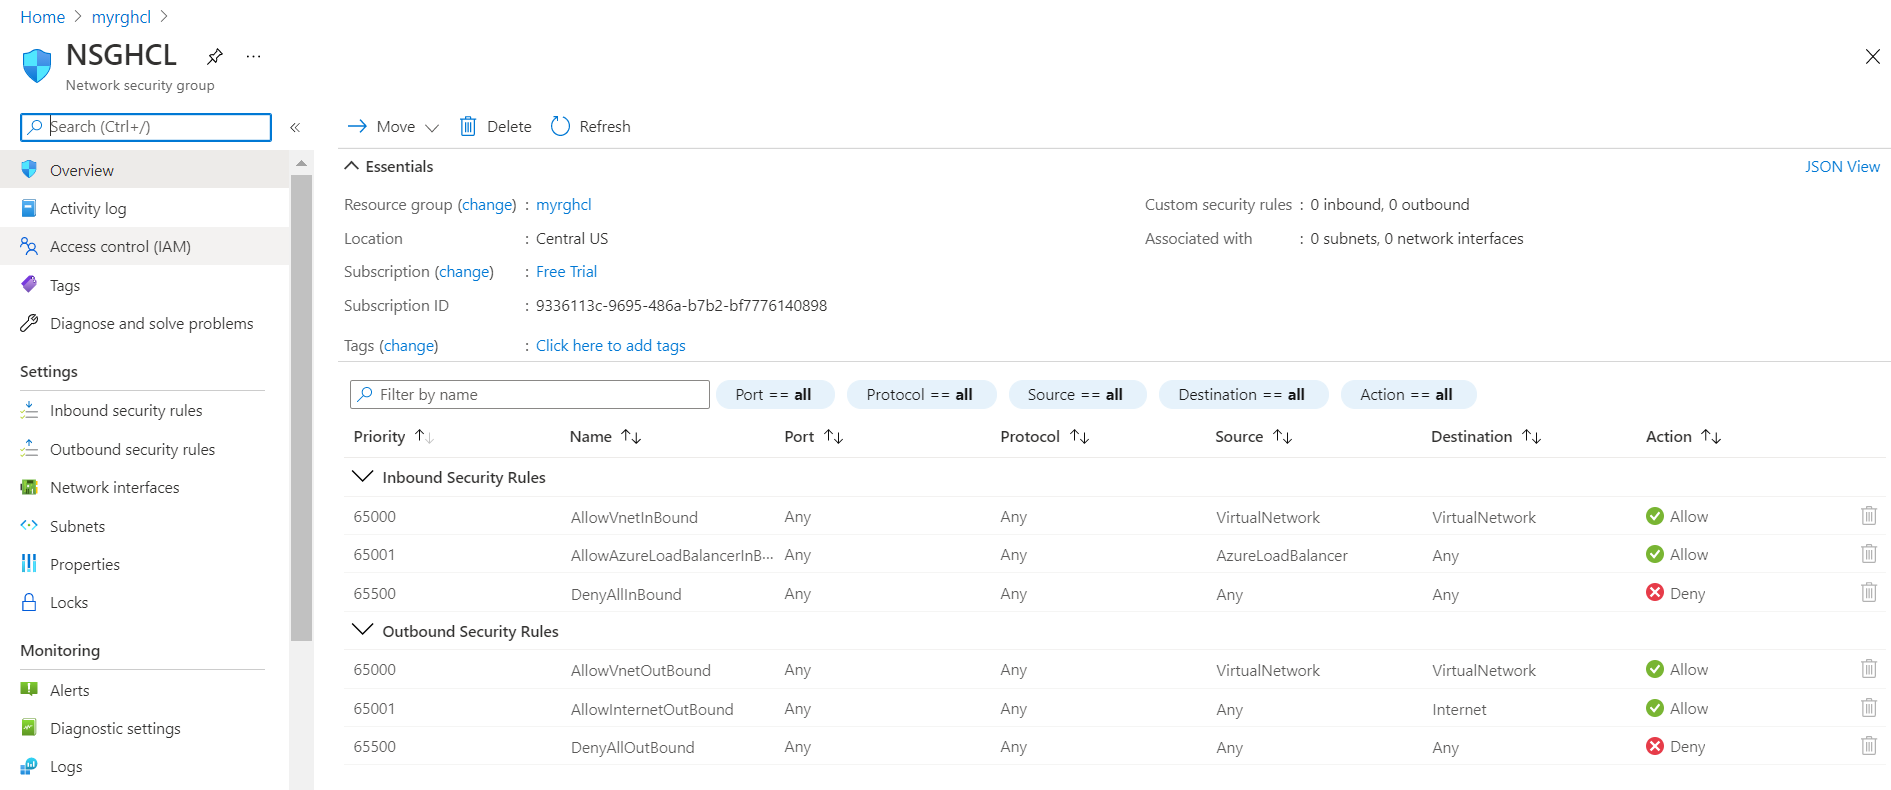 Home > myrghcl >
NSGHCL ...
Network security group
Search (Ctrl+/) «
Overview
Activity log
Access control (IAM)
Tags
Diagnose and solve problems
Settings
Inbound security rules
Outbound security rules
Network interfaces
Subnets
Properties
Locks
Monitoring
Alerts
Diagnostic settings
Logs
Move Delete Refresh
Essentials JSON View
Resource group (change) : myrghcl
Location : Central US
Subscription (change) : Free Trial
Subscription ID : 9336113c-9695-486a-b7b2-bf7776140898
Custom security rules : 0 inbound, 0 outbound
Associated with : 0 subnets, 0 network interfaces
Tags (change) : Click here to add tags
Filter by name Port == all Protocol == all Source == all Destination == all Action == all
Priority ↑↓ Name ↑↓ Port ↑↓ Protocol ↑↓ Source ↑↓ Destination ↑↓ Action ↑↓
Inbound Security Rules
65000 AllowVnetInBound Any Any VirtualNetwork VirtualNetwork Allow
65001 AllowAzureLoadBalancerInB... Any Any AzureLoadBalancer Any Allow
65500 DenyAllInBound Any Any Any Any Deny
Outbound Security Rules
65000 AllowVnetOutBound Any Any VirtualNetwork VirtualNetwork Allow
65001 AllowInternetOutBound Any Any Any Internet Allow
65500 DenyAllOutBound Any Any Any Any Deny